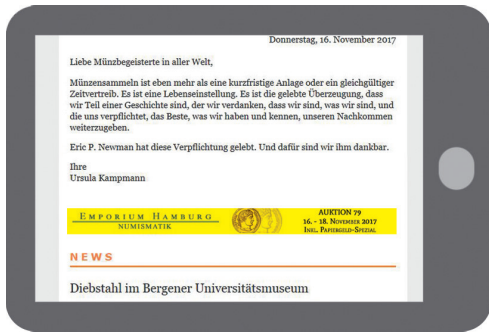 Donnerstag, 16. November 2017
Liebe Münzbegeisterte in aller Welt,
Münzensammeln ist eben mehr als eine kurzfristige Anlage oder ein gleichgültiger
Zeitvertreib. Es ist eine Lebenseinstellung. Es ist die gelebte Überzeugung, dass
wir Teil einer Geschichte sind, der wir verdanken, dass wir sind, was wir sind, und
die uns verpflichtet, das Beste, was wir haben und kennen, unseren Nachkommen
weiterzugeben.
Eric P. Newman hat diese Verpflichtung gelebt. Und dafür sind wir ihm dankbar.
Ihre
Ursula Kampmann
EMPORIUM HAMBURG
NUMISMATIK
AUKTION 79
16. – 18. NOVEMBER 2017
INKL. PAPIERGELD-SPEZIAL
NEWS
Diebstahl im Bergener Universitätsmuseum